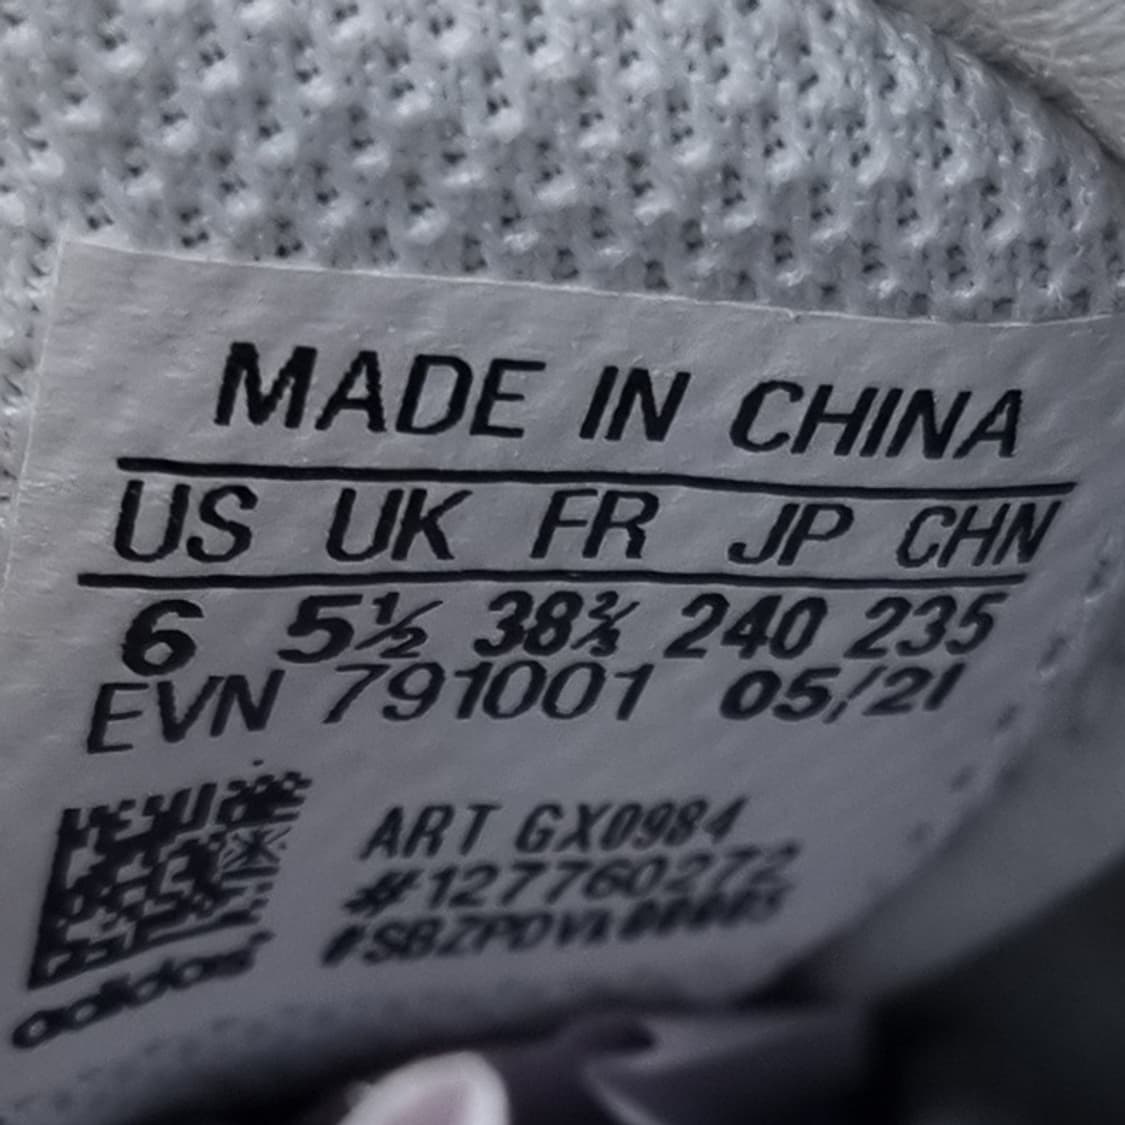 MADE IN CHINA
US UK FR JP CHN
6 5½ 38⅔ 240 235
EVN 791001 05/21
ART GX0984
#127760272
adidas